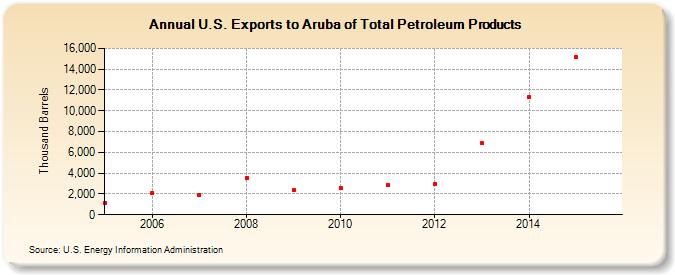 Annual U.S. Exports to Aruba of Total Petroleum Products
Thousand Barrels
16,000
14,000
12,000
10,000
8,000
6,000
4,000
2,000
0
2006 2008 2010 2012 2014
Source: U.S. Energy Information Administration